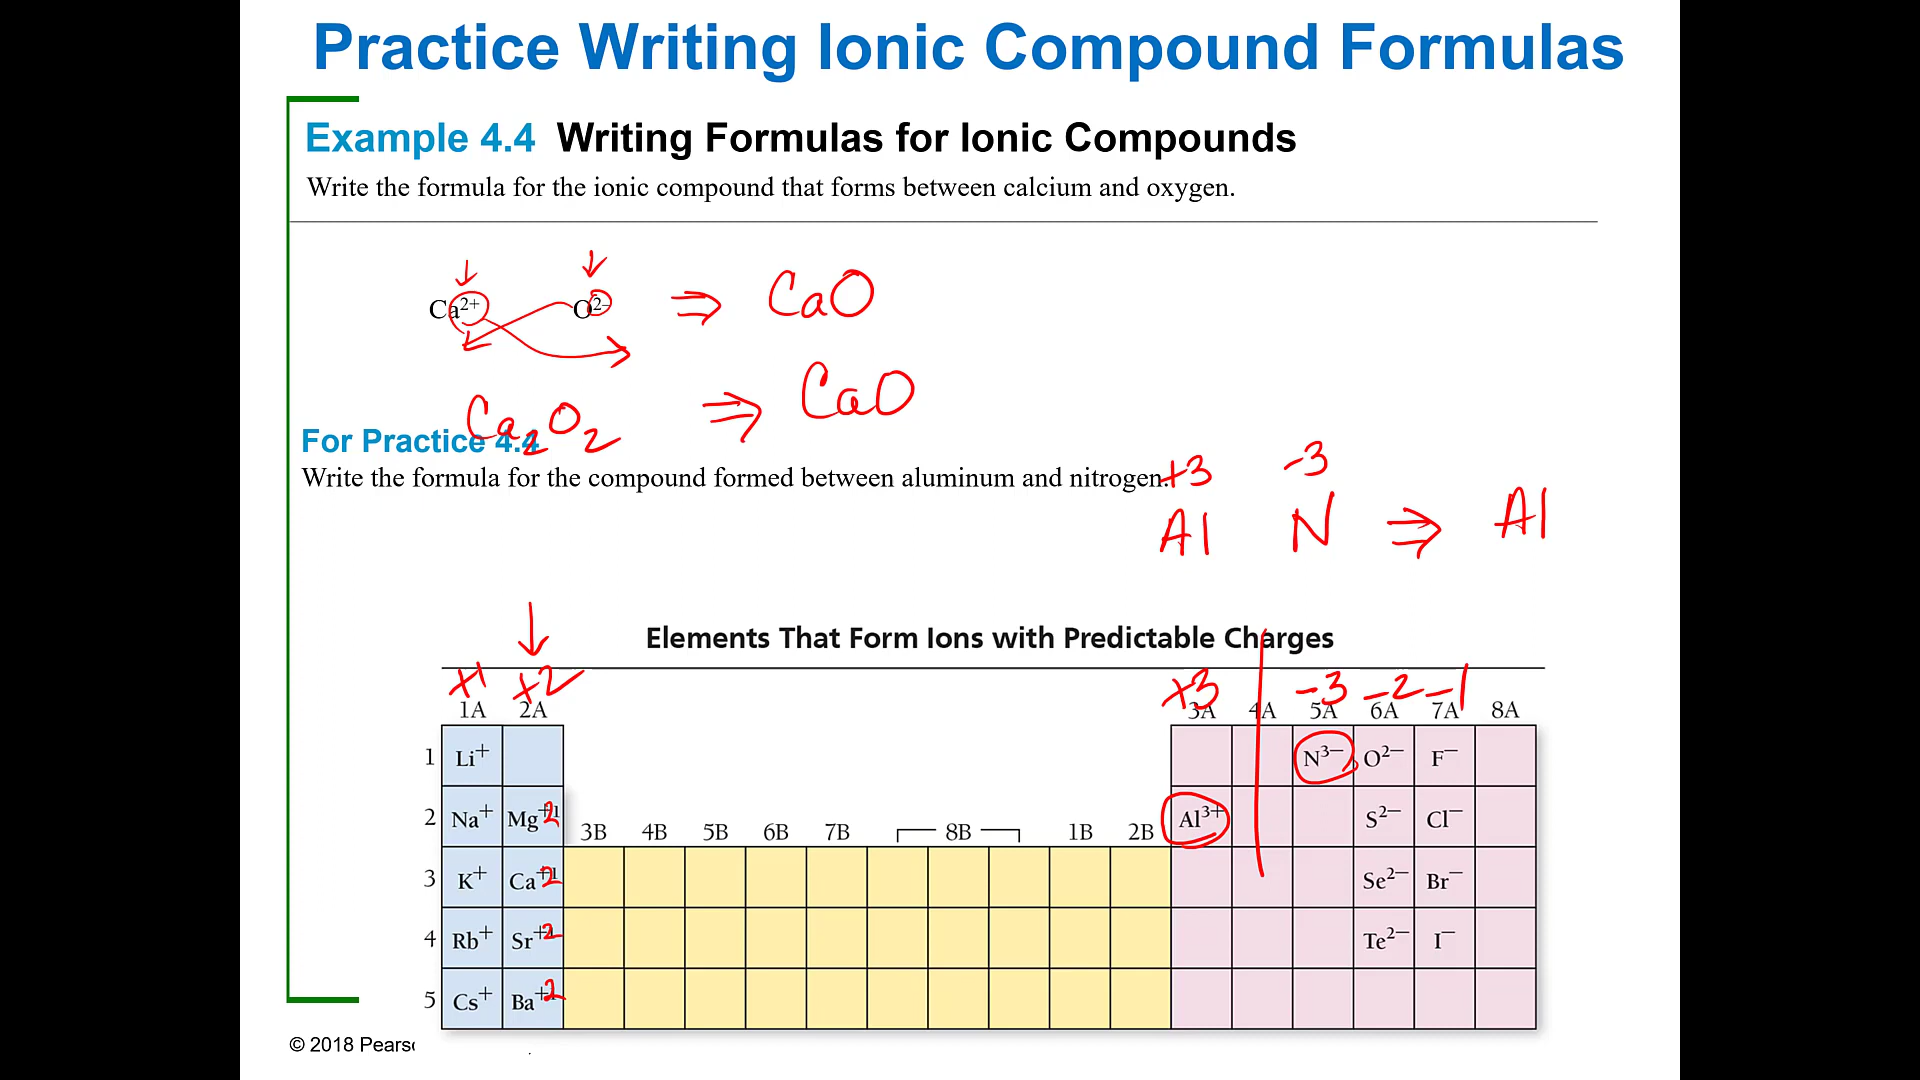 Practice Writing Ionic Compound Formulas
Example 4.4 Writing Formulas for Ionic Compounds
Write the formula for the ionic compound that forms between calcium and oxygen.
Ca²⁺ O²⁻ ⇒ CaO
Ca₂O₂ ⇒ CaO
For Practice 4.4
Write the formula for the compound formed between aluminum and nitrogen.
+3 -3
Al N ⇒ Al
Elements That Form Ions with Predictable Charges
+1 +2 +3 -3 -2 -1
1A 2A 3A 4A 5A 6A 7A 8A
1 Li⁺ N³⁻ O²⁻ F⁻
2 Na⁺ Mg⁺2 3B 4B 5B 6B 7B 8B 1B 2B Al³⁺ S²⁻ Cl⁻
3 K⁺ Ca⁺2 Se²⁻ Br⁻
4 Rb⁺ Sr⁺2 Te²⁻ I⁻
5 Cs⁺ Ba⁺2
© 2018 Pearso